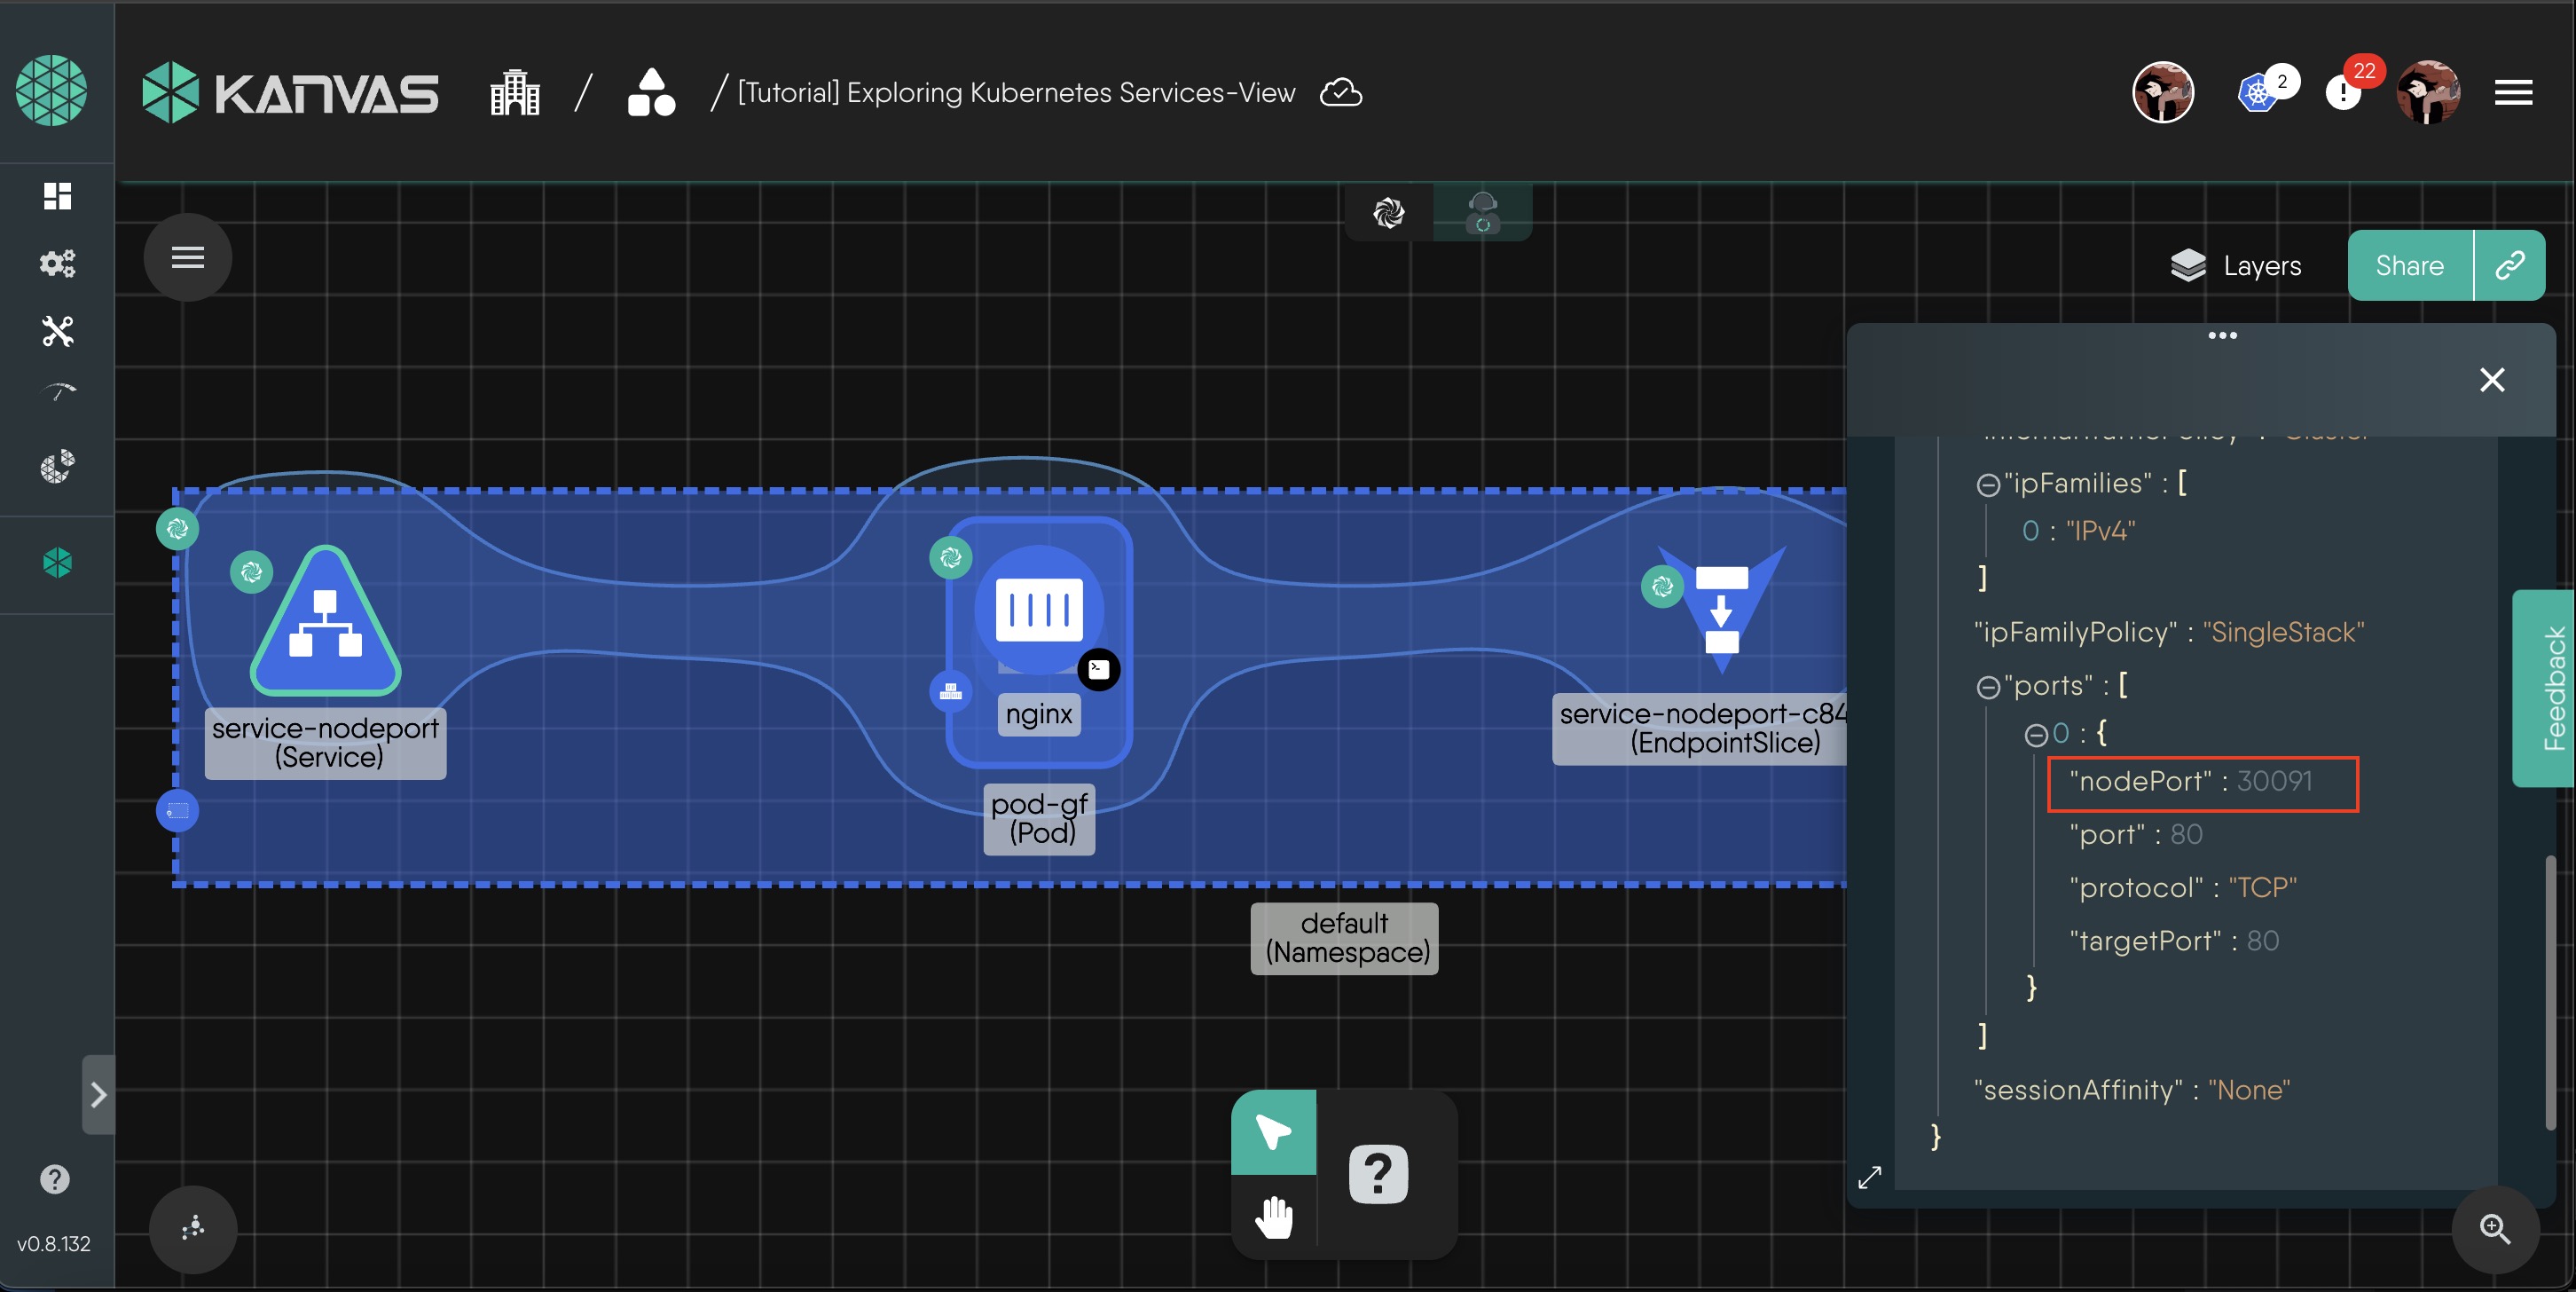 KANVAS
/
/ [Tutorial] Exploring Kubernetes Services-View
2
22
Layers
Share
"ipFamilies" : [
0 : "IPv4"
]
"ipFamilyPolicy" : "SingleStack"
"ports" : [
0 : {
"nodePort" : 30091
"port" : 80
"protocol" : "TCP"
"targetPort" : 80
}
]
"sessionAffinity" : "None"
}
Feedback
service-nodeport
(Service)
nginx
pod-gf
(Pod)
service-nodeport-c84
(EndpointSlice)
default
(Namespace)
?
?
v0.8.132